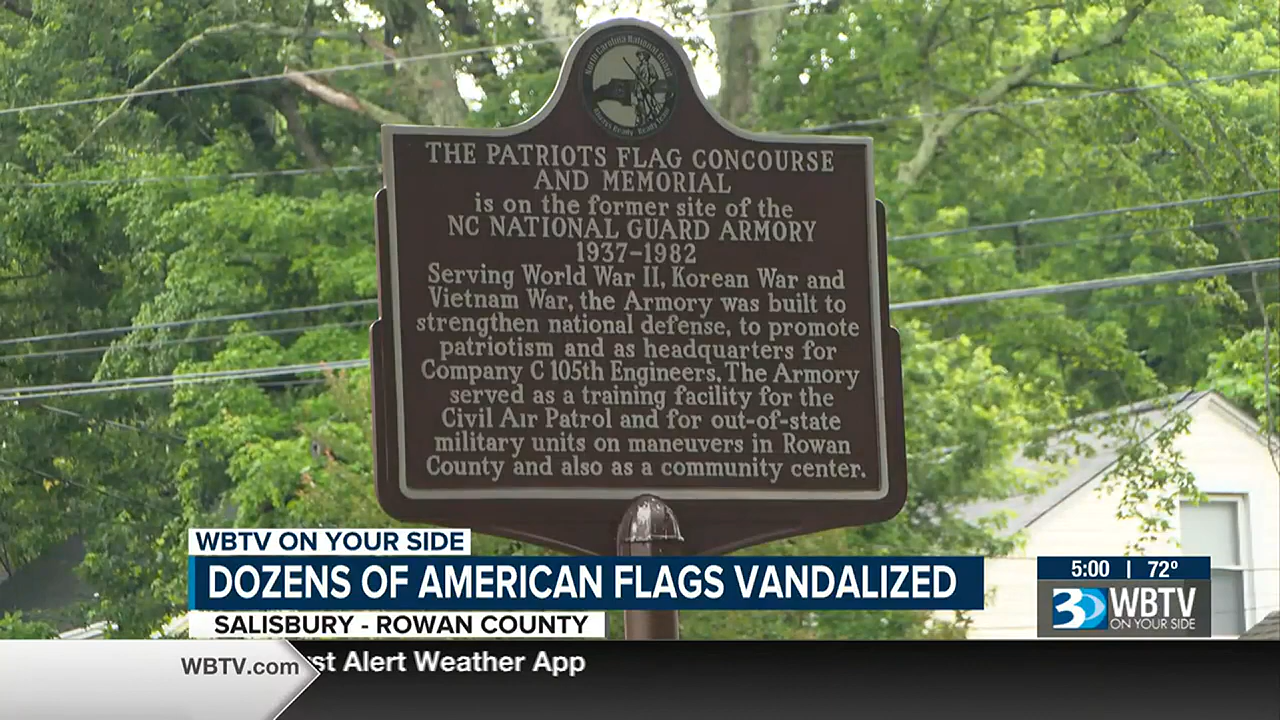 North Carolina National Guard
THE PATRIOTS FLAG CONCOURSE
AND MEMORIAL
is on the former site of the
NC NATIONAL GUARD ARMORY
1937–1982
Serving World War II, Korean War and
Vietnam War, the Armory was built to
strengthen national defense, to promote
patriotism and as headquarters for
Company C 105th Engineers. The Armory
served as a training facility for the
Civil Air Patrol and for out-of-state
military units on maneuvers in Rowan
County and also as a community center.
WBTV ON YOUR SIDE
DOZENS OF AMERICAN FLAGS VANDALIZED
SALISBURY - ROWAN COUNTY
5:00 | 72º
3 WBTV
ON YOUR SIDE
WBTV.com
st Alert Weather App